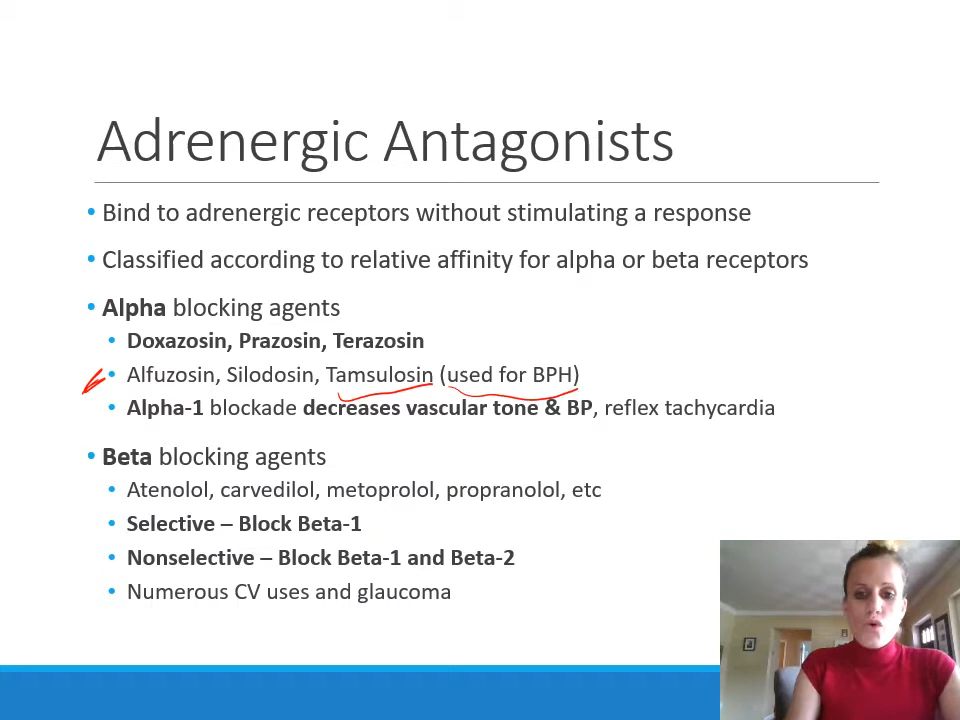 Adrenergic Antagonists
• Bind to adrenergic receptors without stimulating a response
• Classified according to relative affinity for alpha or beta receptors
• Alpha blocking agents
• Doxazosin, Prazosin, Terazosin
• Alfuzosin, Silodosin, Tamsulosin (used for BPH)
• Alpha-1 blockade decreases vascular tone & BP, reflex tachycardia
• Beta blocking agents
• Atenolol, carvedilol, metoprolol, propranolol, etc
• Selective – Block Beta-1
• Nonselective – Block Beta-1 and Beta-2
• Numerous CV uses and glaucoma